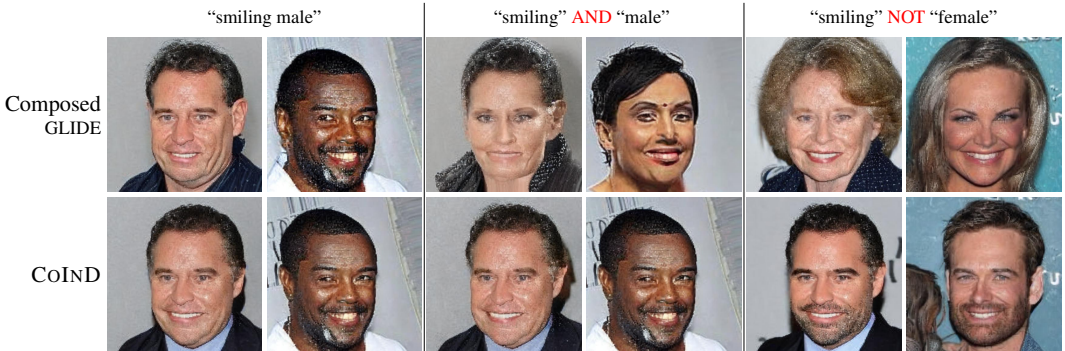 “smiling male”
“smiling” AND “male”
“smiling” NOT “female”
Composed
GLIDE
COIND